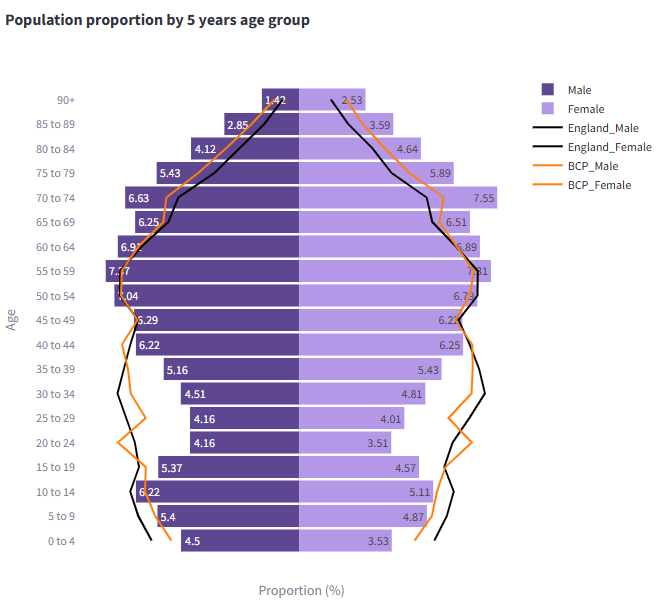 Population proportion by 5 years age group
90+ 1.42 2.53
85 to 89 2.85 3.59
80 to 84 4.12 4.64
75 to 79 5.43 5.89
70 to 74 6.63 7.55
65 to 69 6.25 6.51
60 to 64 6.89
55 to 59 7.31
50 to 54 7.04 6.79
45 to 49 6.29
40 to 44 6.22 6.25
35 to 39 5.16 5.43
30 to 34 4.51 4.81
25 to 29 4.16 4.01
20 to 24 4.16 3.51
15 to 19 5.37 4.57
10 to 14 6.22 5.11
5 to 9 5.4 4.87
0 to 4 4.5 3.53
Age
Proportion (%)
Male
Female
England_Male
England_Female
BCP_Male
BCP_Female